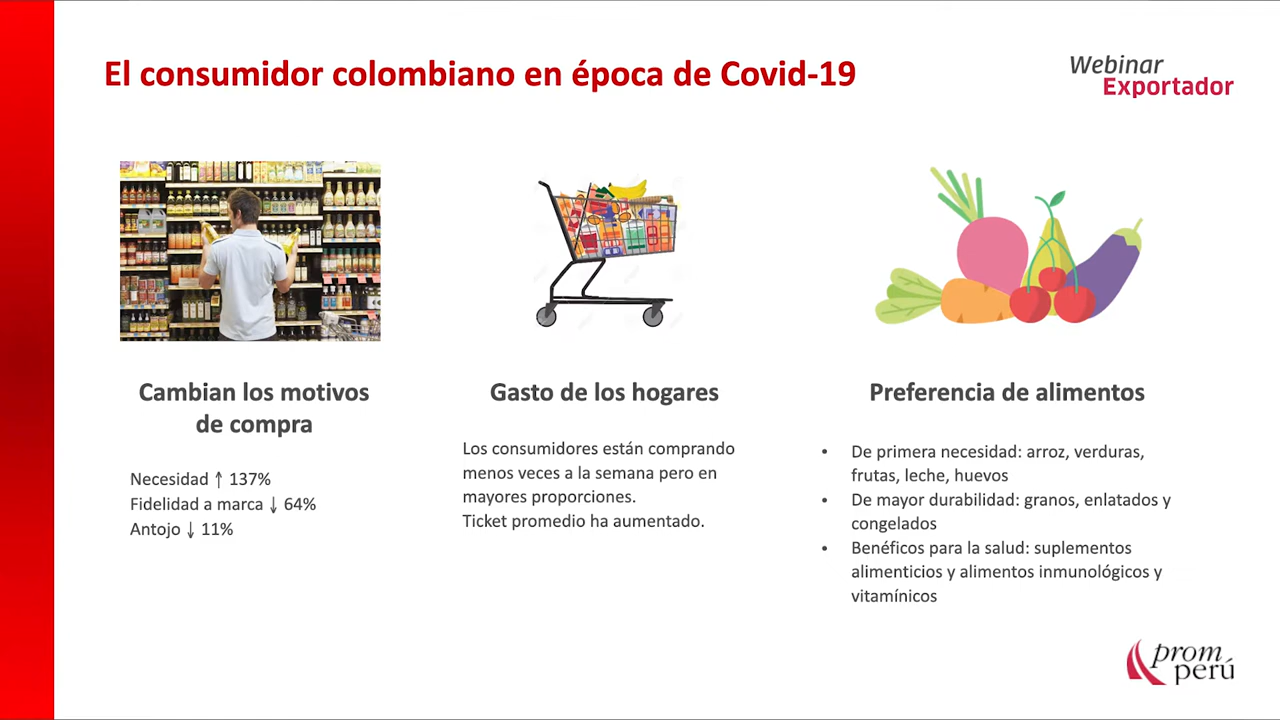 El consumidor colombiano en época de Covid-19
Webinar
Exportador
Cambian los motivos
de compra
Necesidad ↑ 137%
Fidelidad a marca ↓ 64%
Antojo ↓ 11%
Gasto de los hogares
Los consumidores están comprando
menos veces a la semana pero en
mayores proporciones.
Ticket promedio ha aumentado.
Preferencia de alimentos
• De primera necesidad: arroz, verduras,
frutas, leche, huevos
• De mayor durabilidad: granos, enlatados y
congelados
• Benéficos para la salud: suplementos
alimenticios y alimentos inmunológicos y
vitamínicos
prom
perú